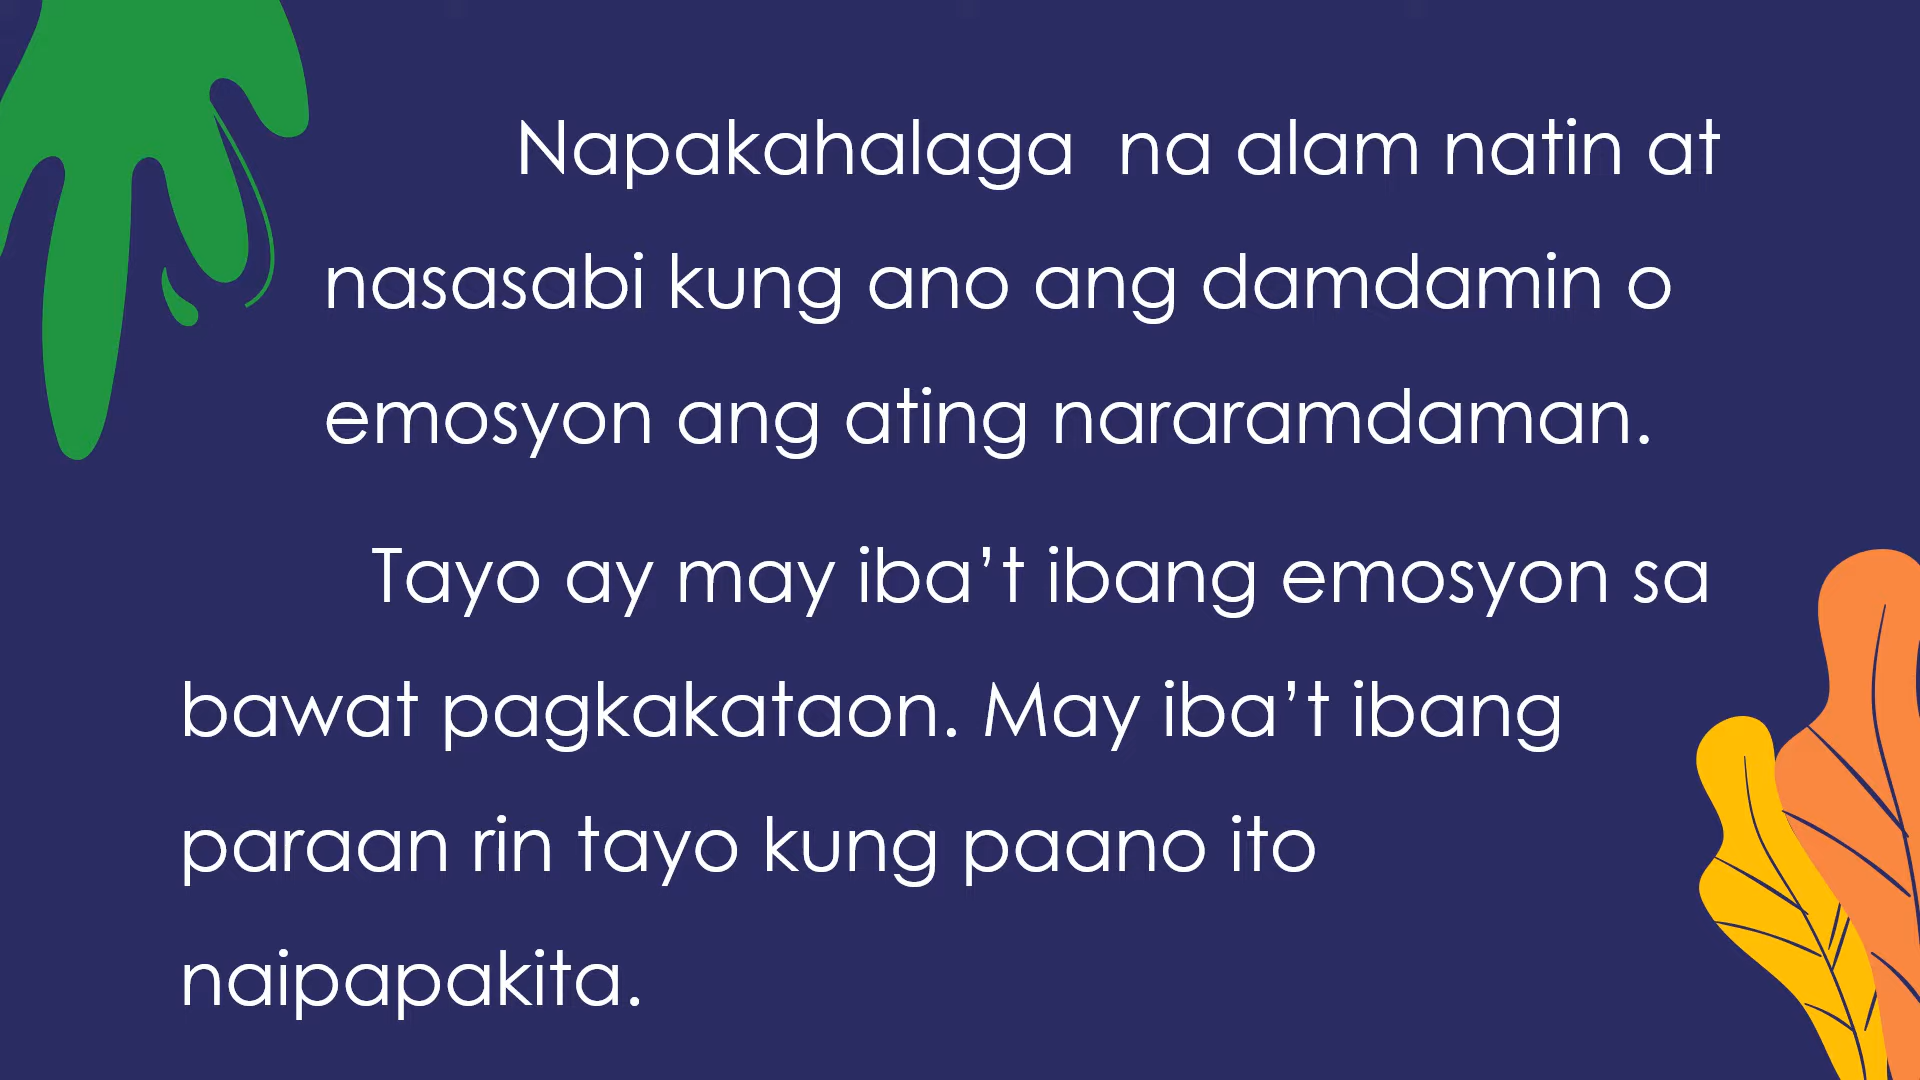 Napakahalaga  na alam natin at
nasasabi kung ano ang damdamin o
emosyon ang ating nararamdaman.
Tayo ay may iba’t ibang emosyon sa
bawat pagkakataon. May iba’t ibang
paraan rin tayo kung paano ito
naipapakita.